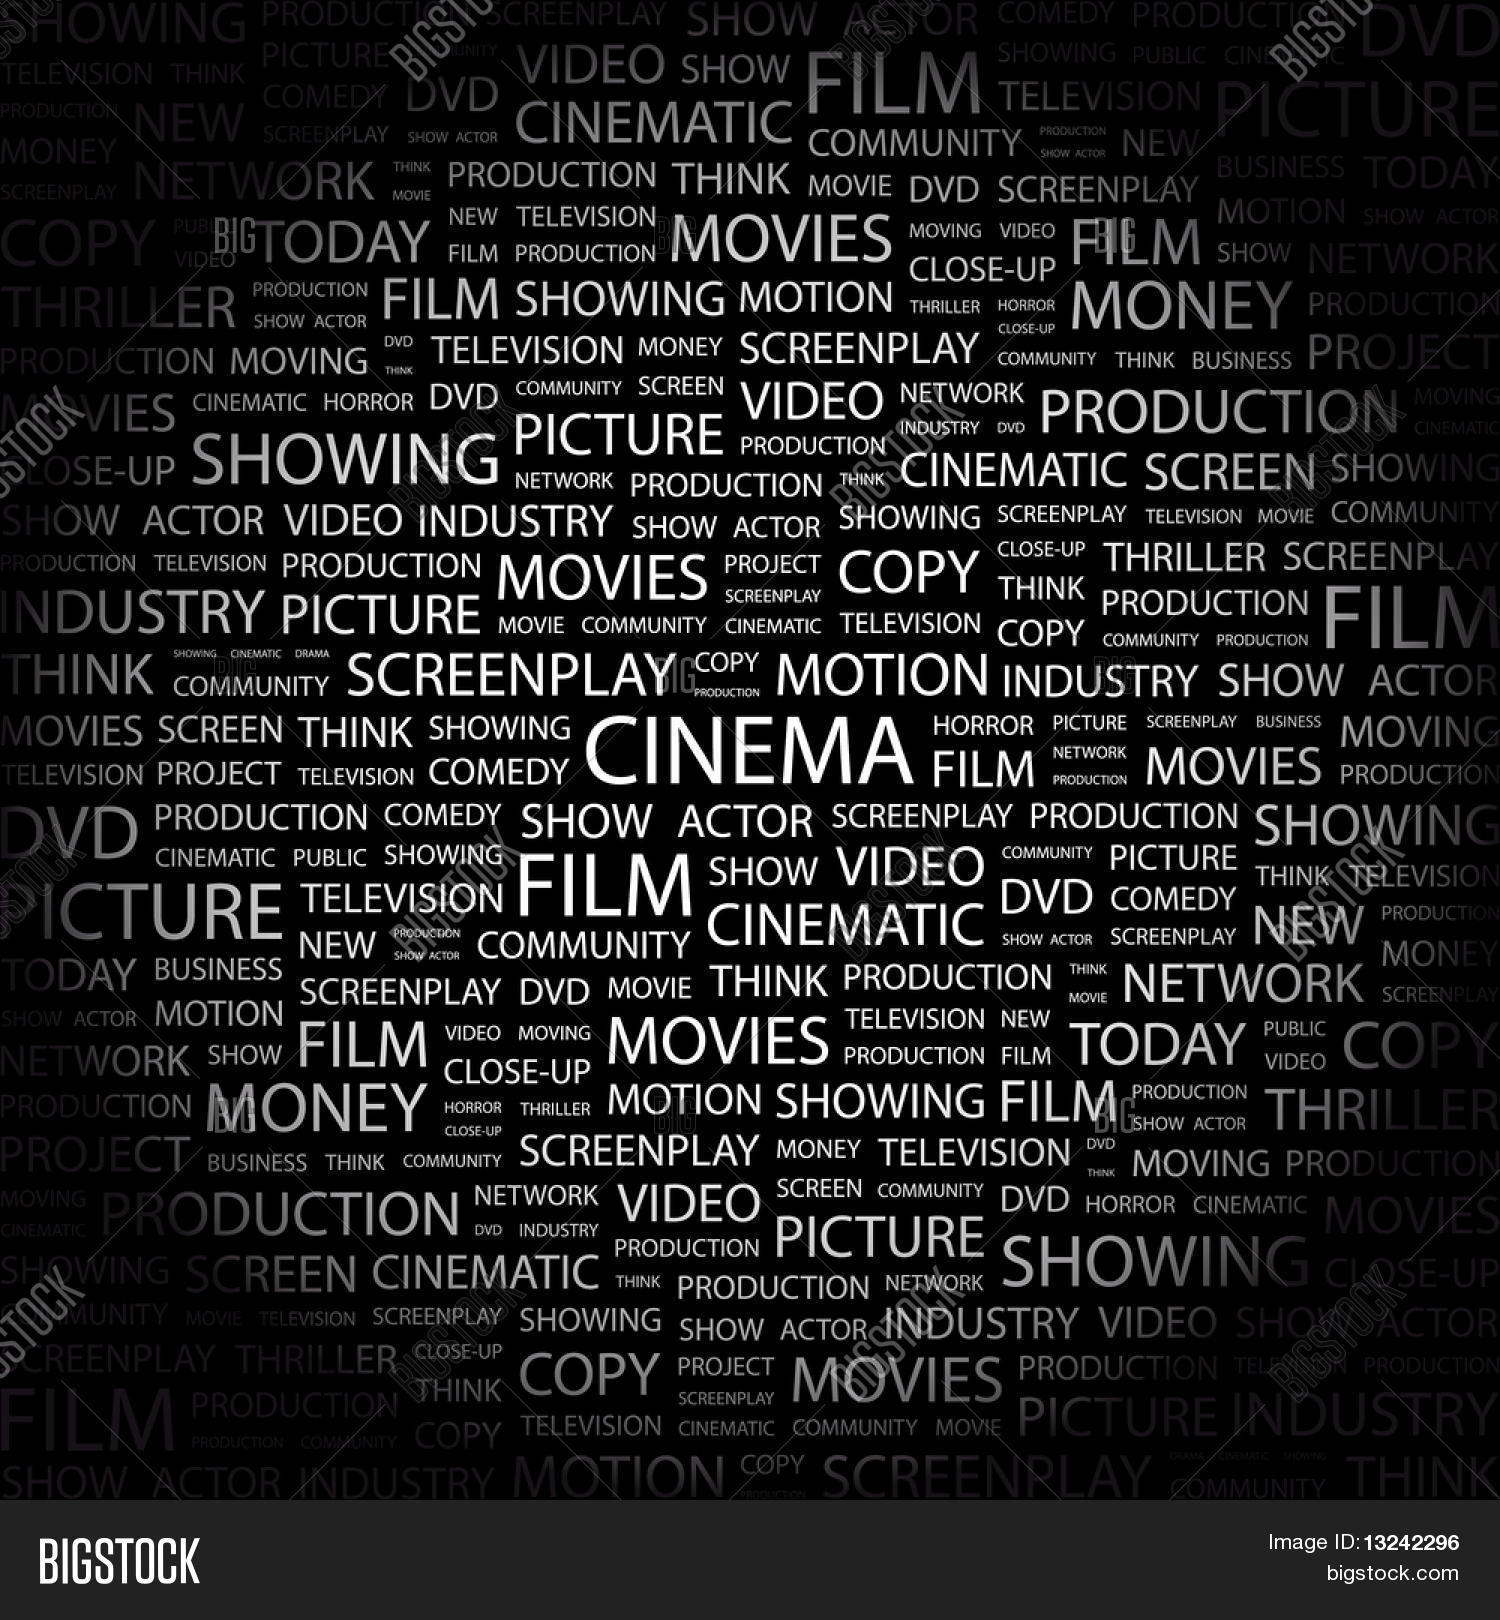 SHOWING PRODUCTION SCREENPLAY SHOW ACTOR COMEDY PRODUCTION DVD
PICTURE COMMUNITY VIDEO SHOW FILM SHOWING PUBLIC CINEMATIC
TELEVISION THINK COMEDY DVD TELEVISION PICTURE
PRODUCTION NEW SCREENPLAY SHOW ACTOR CINEMATIC COMMUNITY PRODUCTION SHOW ACTOR NEW
MONEY NETWORK THINK MOVIE PRODUCTION THINK MOVIE DVD SCREENPLAY BUSINESS TODAY
SCREENPLAY
COPY PUBLIC TODAY NEW TELEVISION MOVIES MOVING VIDEO FILM MOTION SHOW ACTOR
VIDEO FILM PRODUCTION CLOSE-UP SHOW NETWORK
THRILLER PRODUCTION FILM SHOWING MOTION THRILLER HORROR MONEY PRODUCTION
SHOW ACTOR CLOSE-UP
PRODUCTION MOVING DVD THINK TELEVISION MONEY SCREENPLAY COMMUNITY THINK BUSINESS PROJECT
MOVIES CINEMATIC HORROR DVD COMMUNITY SCREEN VIDEO NETWORK PRODUCTION MOVING
CLOSE-UP SHOWING PICTURE PRODUCTION INDUSTRY DVD CINEMATIC
NETWORK PRODUCTION THINK CINEMATIC SCREEN SHOWING
SHOW ACTOR VIDEO INDUSTRY SHOW ACTOR SHOWING SCREENPLAY TELEVISION MOVIE COMMUNITY
PRODUCTION TELEVISION PRODUCTION MOVIES PROJECT COPY CLOSE-UP THRILLER SCREENPLAY
SCREENPLAY THINK PRODUCTION FILM
INDUSTRY PICTURE MOVIE COMMUNITY CINEMATIC TELEVISION COPY COMMUNITY PRODUCTION
THINK SHOWING CINEMATIC DRAMA SCREENPLAY COPY MOTION INDUSTRY SHOW ACTOR
COMMUNITY PRODUCTION
MOVIES SCREEN THINK SHOWING CINEMA HORROR PICTURE SCREENPLAY BUSINESS MOVING
TELEVISION PROJECT TELEVISION COMEDY FILM NETWORK PRODUCTION MOVIES PRODUCTION
DVD PRODUCTION COMEDY SHOW ACTOR SCREENPLAY PRODUCTION SHOWING
CINEMATIC PUBLIC SHOWING FILM SHOW VIDEO COMMUNITY PICTURE THINK TELEVISION
PICTURE TELEVISION CINEMATIC DVD COMEDY NEW PRODUCTION
NEW PRODUCTION SHOW ACTOR COMMUNITY SHOW ACTOR SCREENPLAY MONEY
TODAY BUSINESS SCREENPLAY DVD MOVIE THINK PRODUCTION THINK MOVIE NETWORK SCREENPLAY
SHOW ACTOR MOTION FILM VIDEO MOVING MOVIES TELEVISION NEW TODAY PUBLIC COPY
NETWORK SHOW CLOSE-UP PRODUCTION FILM VIDEO
PRODUCTION MONEY HORROR THRILLER MOTION SHOWING FILM PRODUCTION THRILLER
CLOSE-UP SHOW ACTOR
PROJECT BUSINESS THINK COMMUNITY SCREENPLAY MONEY TELEVISION DVD THINK MOVING PRODUCTION
MOVING PRODUCTION NETWORK VIDEO SCREEN COMMUNITY DVD HORROR CINEMATIC MOVIES
CINEMATIC DVD INDUSTRY PRODUCTION PICTURE SHOWING
SHOWING SCREEN CINEMATIC THINK PRODUCTION NETWORK CLOSE-UP
COMMUNITY MOVIE TELEVISION SCREENPLAY SHOWING SHOW ACTOR INDUSTRY VIDEO SHOW ACTOR
SCREENPLAY THRILLER CLOSE-UP COPY PROJECT MOVIES PRODUCTION TELEVISION PRODUCTION
FILM PRODUCTION THINK SCREENPLAY PICTURE INDUSTRY
PRODUCTION COMMUNITY COPY TELEVISION CINEMATIC COMMUNITY MOVIE
SHOW ACTOR INDUSTRY MOTION COPY PRODUCTION SCREENPLAY DRAMA CINEMATIC SHOWING COMMUNITY THINK
BIGSTOCK
Image ID: 13242296
bigstock.com